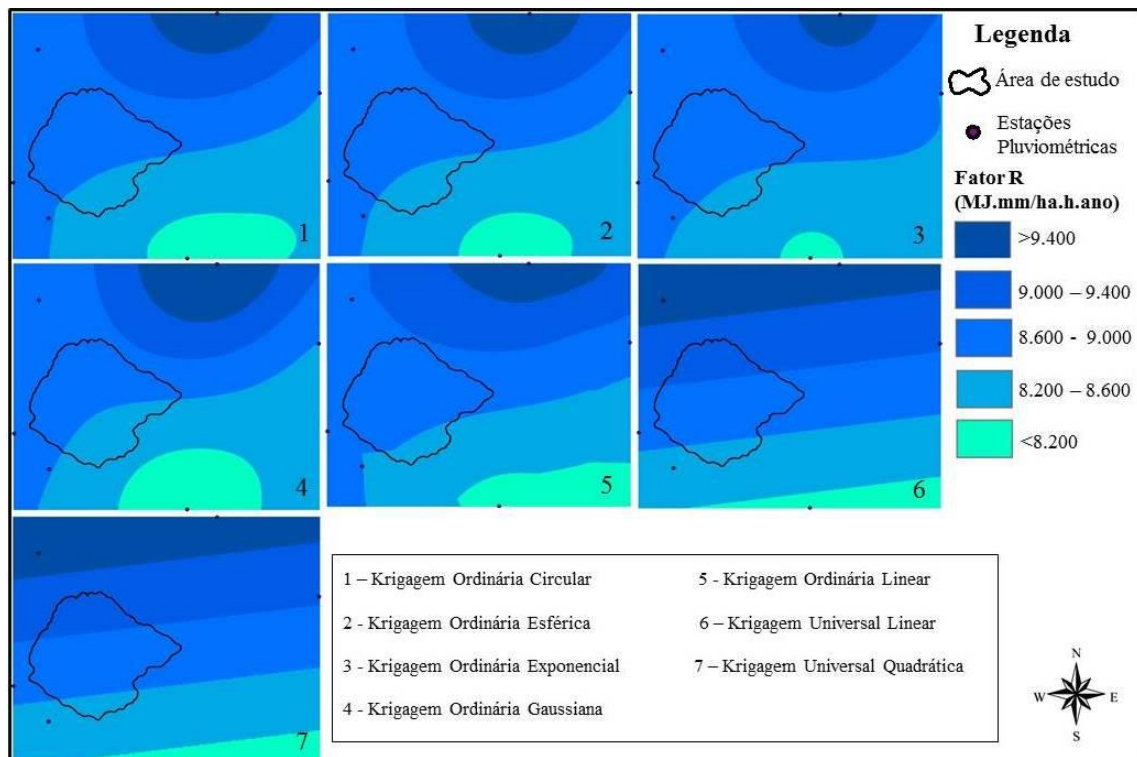 Legenda
Área de estudo
Estações
Pluviométricas
Fator R
(MJ.mm/ha.h.ano)
>9.400
9.000 – 9.400
8.600 - 9.000
8.200 – 8.600
<8.200
1
2
3
4
5
6
7
1 – Krigagem Ordinária Circular
2 - Krigagem Ordinária Esférica
3 - Krigagem Ordinária Exponencial
4 - Krigagem Ordinária Gaussiana
5 - Krigagem Ordinária Linear
6 – Krigagem Universal Linear
7 – Krigagem Universal Quadrática
N
W E
S